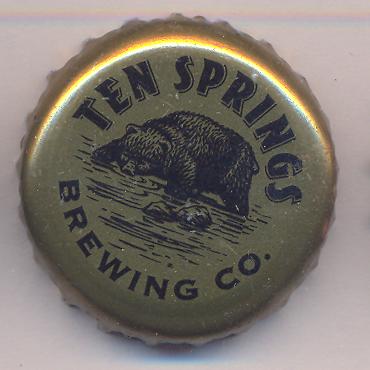 TEN SPRINGS
BREWING CO.